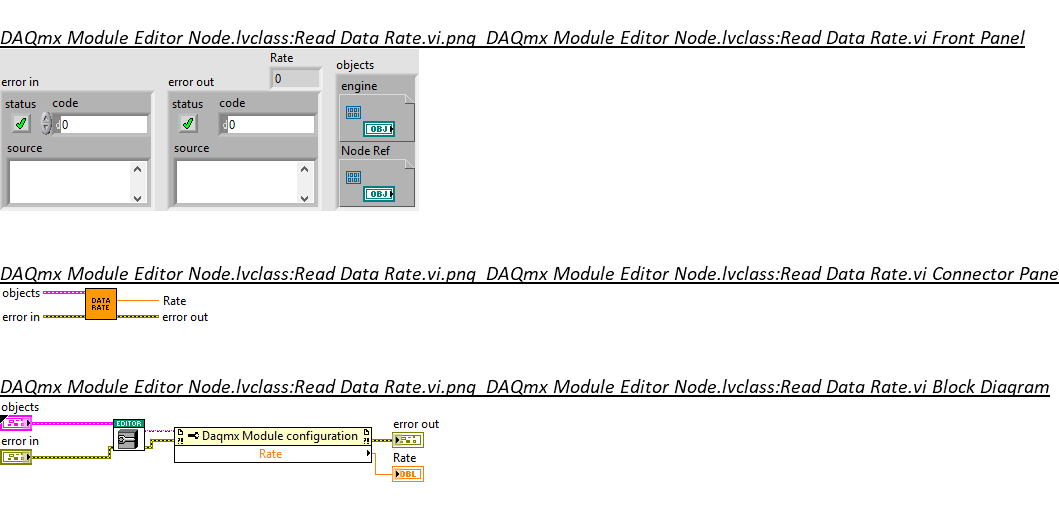 DAQmx Module Editor Node.lvclass:Read Data Rate.vi.png DAQmx Module Editor Node.lvclass:Read Data Rate.vi Front Panel
Rate
0
objects
error in
error out
engine
status code
status code
0
d 0
OBJ
source
source
Node Ref
OBJ
DAQmx Module Editor Node.lvclass:Read Data Rate.vi.png DAQmx Module Editor Node.lvclass:Read Data Rate.vi Connector Pane
objects
DATA
RATE
Rate
error in
error out
DAQmx Module Editor Node.lvclass:Read Data Rate.vi.png DAQmx Module Editor Node.lvclass:Read Data Rate.vi Block Diagram
objects
EDITOR
error out
error in
Daqmx Module configuration
Rate
Rate
DBL